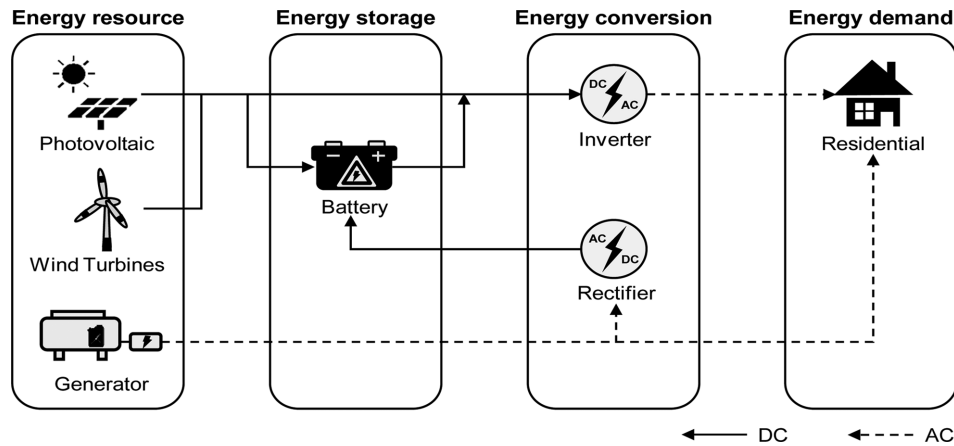 Energy resource
Energy storage
Energy conversion
Energy demand
Photovoltaic
Wind Turbines
Generator
Battery
DC
AC
Inverter
AC
DC
Rectifier
Residential
DC
AC